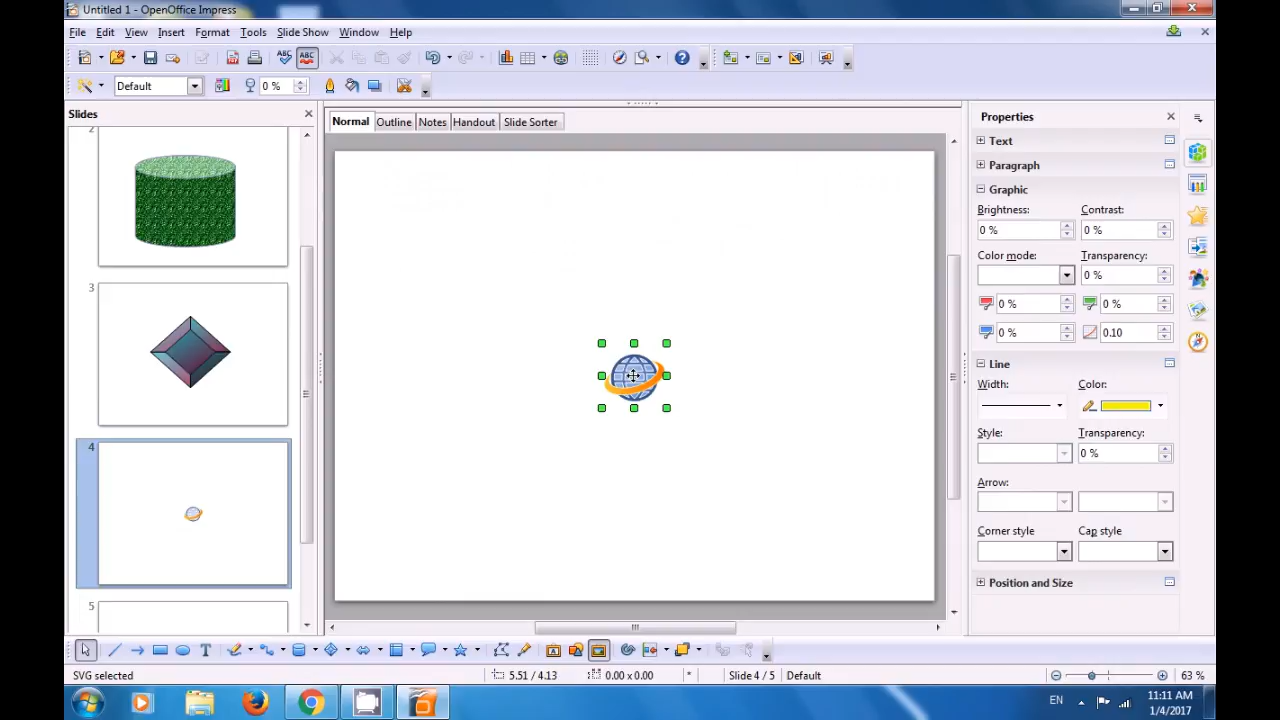 Untitled 1 - OpenOffice Impress
File Edit View Insert Format Tools Slide Show Window Help
ABC ABC
Default 0 %
Slides
Normal Outline Notes Handout Slide Sorter
Properties
2
3
4
5
Text
Paragraph
Graphic
Brightness: Contrast:
0 % 0 %
Color mode: Transparency:
0 %
0 % 0 %
0 % 0.10
Line
Width: Color:
Style: Transparency:
0 %
Arrow:
Corner style Cap style
Position and Size
T
SVG selected 5.51 / 4.13 0.00 x 0.00 * Slide 4 / 5 Default 63 %
EN 11:11 AM
1/4/2017